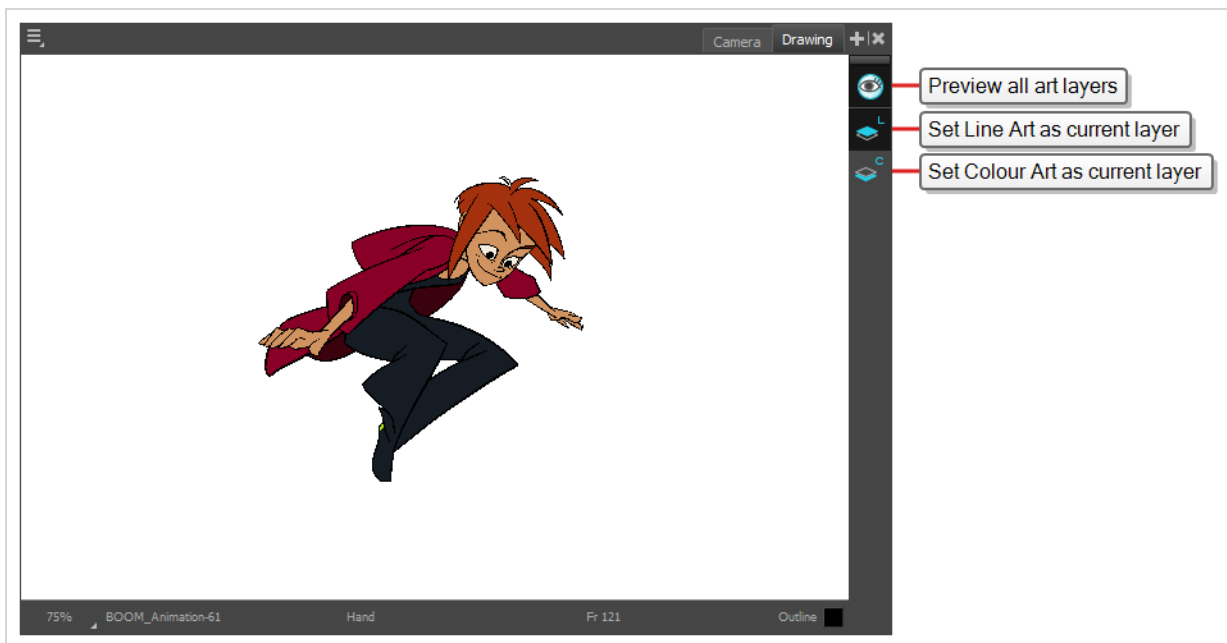 Camera Drawing
Preview all art layers
L
Set Line Art as current layer
C
Set Colour Art as current layer
75% BOOM_Animation-61 Hand Fr 121 Outline